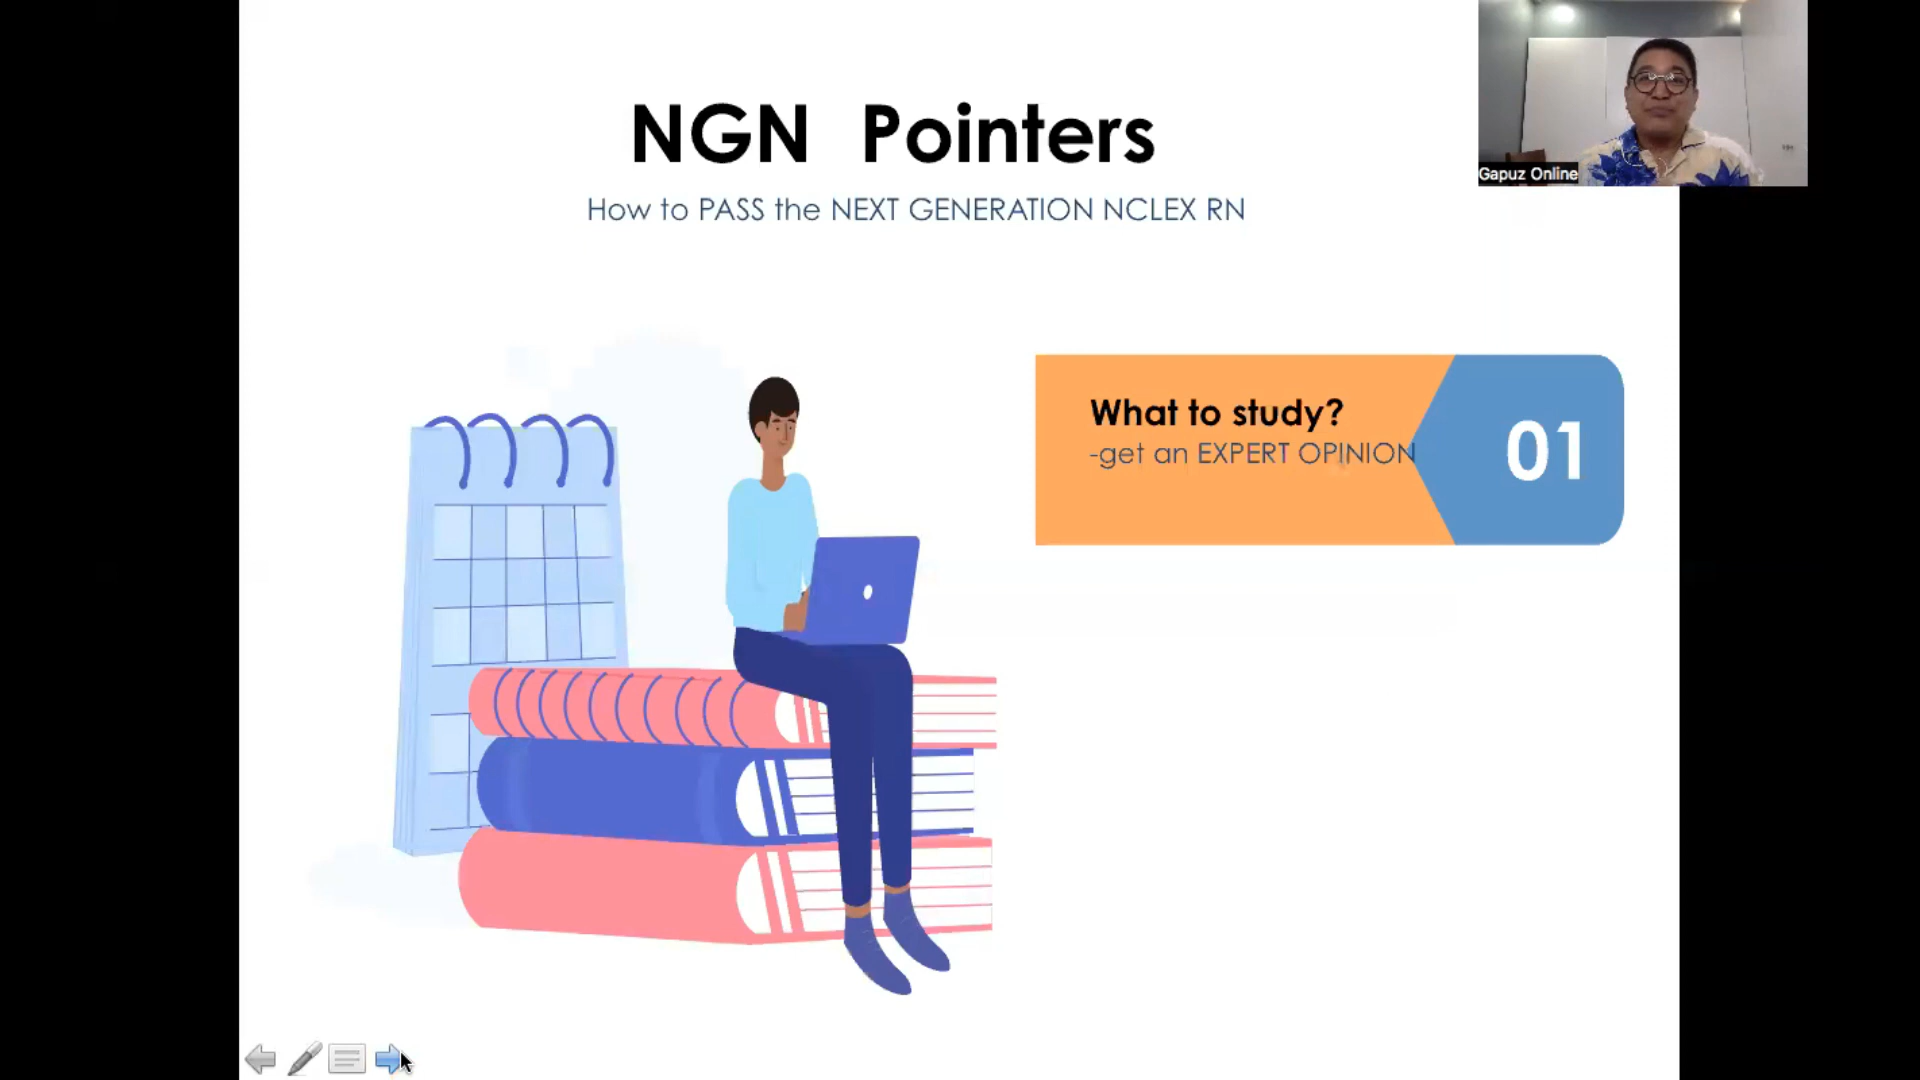 NGN Pointers
How to PASS the NEXT GENERATION NCLEX RN
Gapuz Online
What to study?
-get an EXPERT OPINION
01